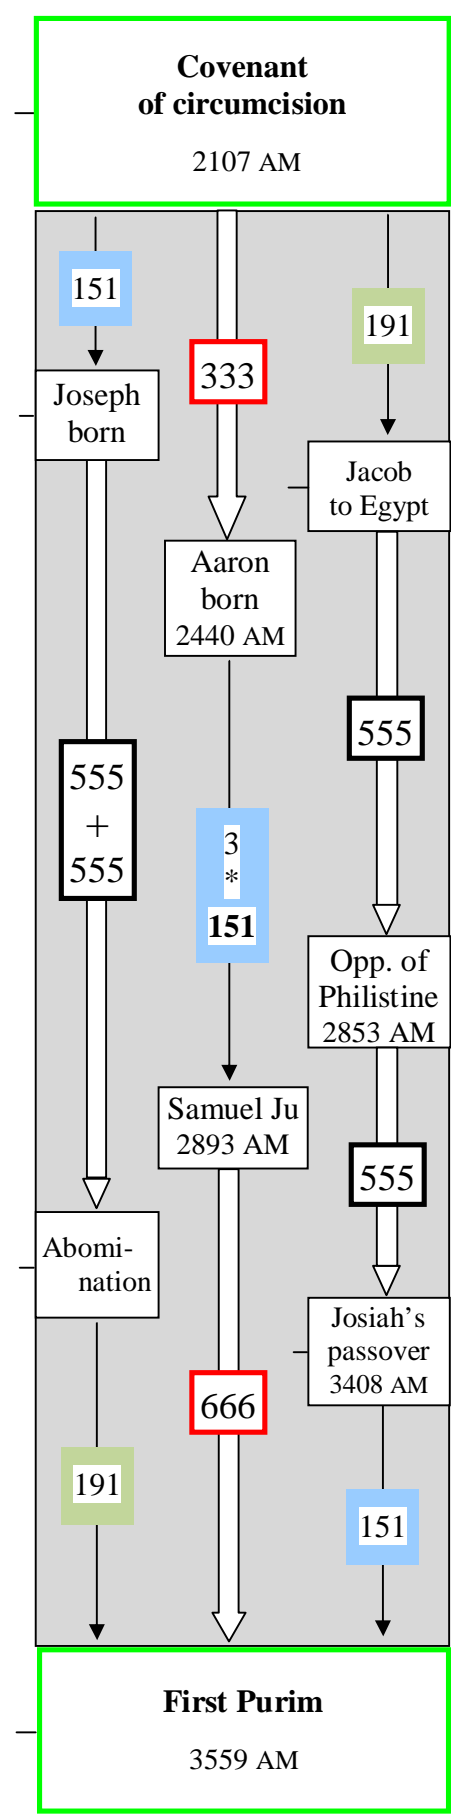 Covenant
of circumcision
2107 AM
151
333
191
Joseph
born
Jacob
to Egypt
Aaron
born
2440 AM
555
555
+
555
3
*
151
Opp. of
Philistine
2853 AM
Samuel Ju
2893 AM
555
Abomi-
nation
Josiah's
passover
3408 AM
666
191
151
First Purim
3559 AM